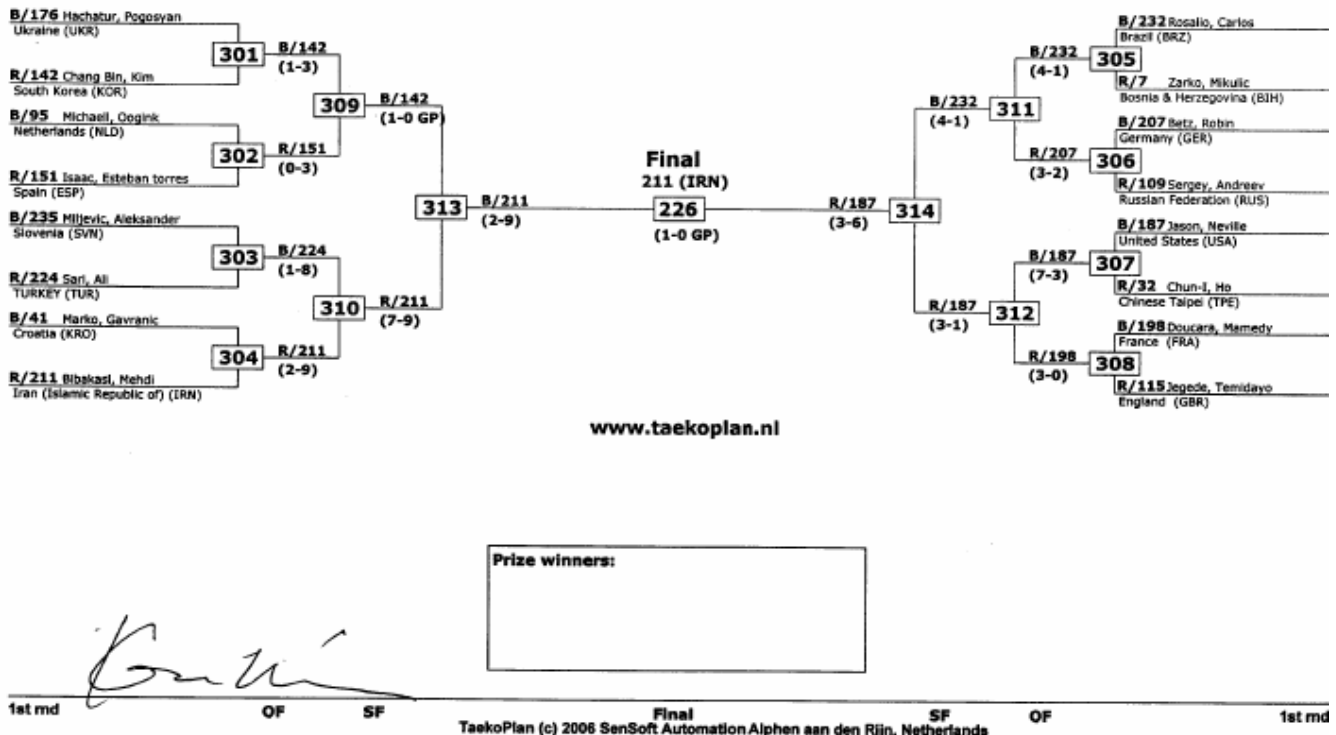 B/176 Hachatur, Pogosyan
Ukraine (UKR)
301
B/142
(1-3)
R/142 Chang Bin, Kim
South Korea (KOR)
309
B/142
(1-0 GP)
B/95 Michaell, Oogink
Netherlands (NLD)
302
R/151
(0-3)
R/151 Isaac, Esteban torres
Spain (ESP)
313
B/211
(2-9)
B/235 Miljevic, Aleksander
Slovenia (SVN)
303
B/224
(1-8)
R/224 Sari, Ali
TURKEY (TUR)
310
R/211
(7-9)
B/41 Marko, Gavranic
Croatia (KRO)
304
R/211
(2-9)
R/211 Bibakasi, Mehdi
Iran (Islamic Republic of) (IRN)
Final
211 (IRN)
226
(1-0 GP)
B/232 Rosalio, Carlos
Brazil (BRZ)
B/232
(4-1)
305
R/7 Zarko, Mikulic
Bosnia & Herzegovina (BIH)
B/232
(4-1)
311
B/207 Betz, Robin
Germany (GER)
R/207
(3-2)
306
R/109 Sergey, Andreev
Russian Federation (RUS)
R/187
(3-6)
314
B/187 Jason, Neville
United States (USA)
B/187
(7-3)
307
R/32 Chun-I, Ho
Chinese Taipei (TPE)
R/187
(3-1)
312
B/198 Doucara, Mamedy
France (FRA)
R/198
(3-0)
308
R/115 Jegede, Temidayo
England (GBR)
www.taekoplan.nl
Prize winners:
1st md OF SF Final SF OF 1st md
TaekoPlan (c) 2006 SenSoft Automation Alphen aan den Rijn, Netherlands